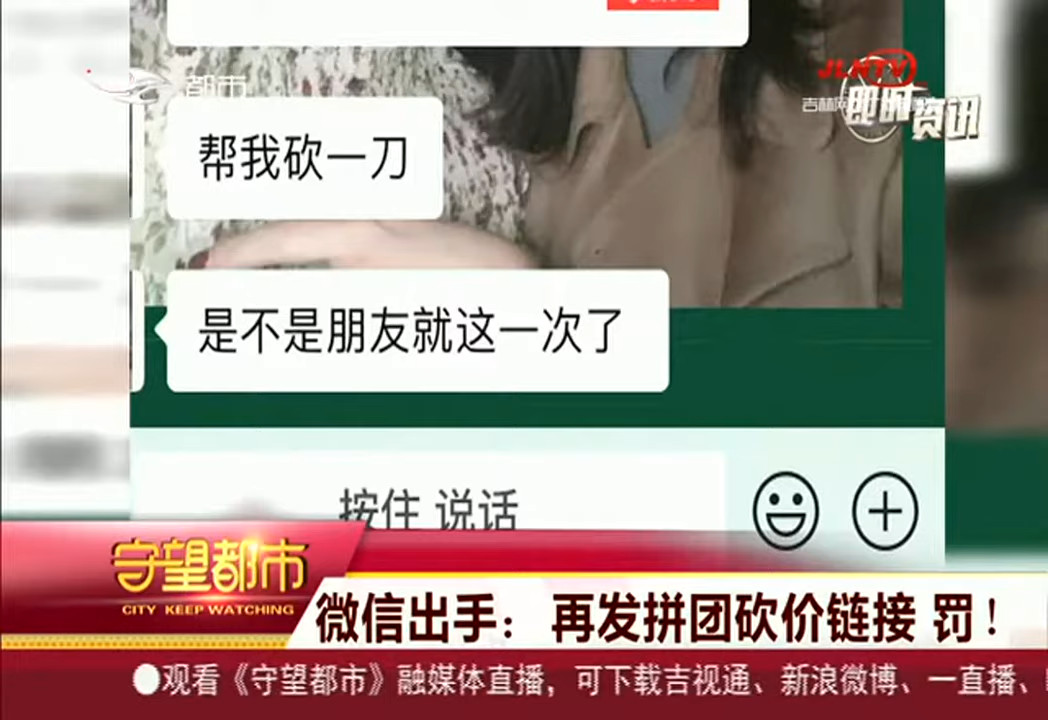 都市
JLNTV
吉林网
即时资讯
帮我砍一刀
是不是朋友就这一次了
按住 说话
守望都市
CITY KEEP WATCHING
微信出手：再发拼团砍价链接 罚！
●观看《守望都市》融媒体直播，可下载吉视通、新浪微博、一直播、